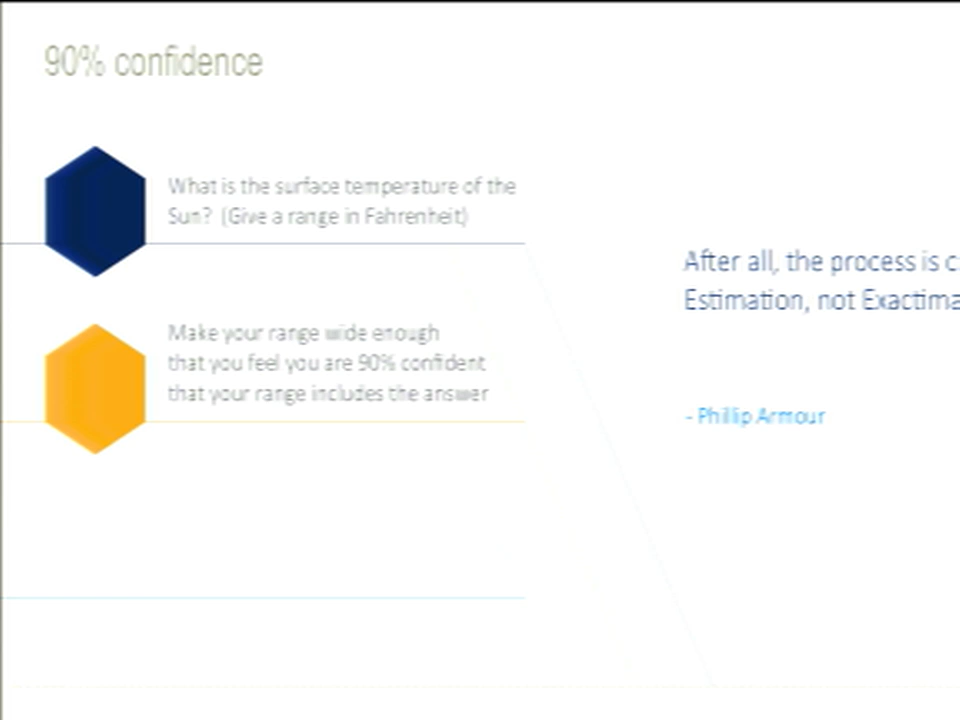 90% confidence
What is the surface temperature of the
Sun? (Give a range in Fahrenheit)
Make your range wide enough
that you feel you are 90% confident
that your range includes the answer
After all, the process is
Estimation, not
- Phillip Armour